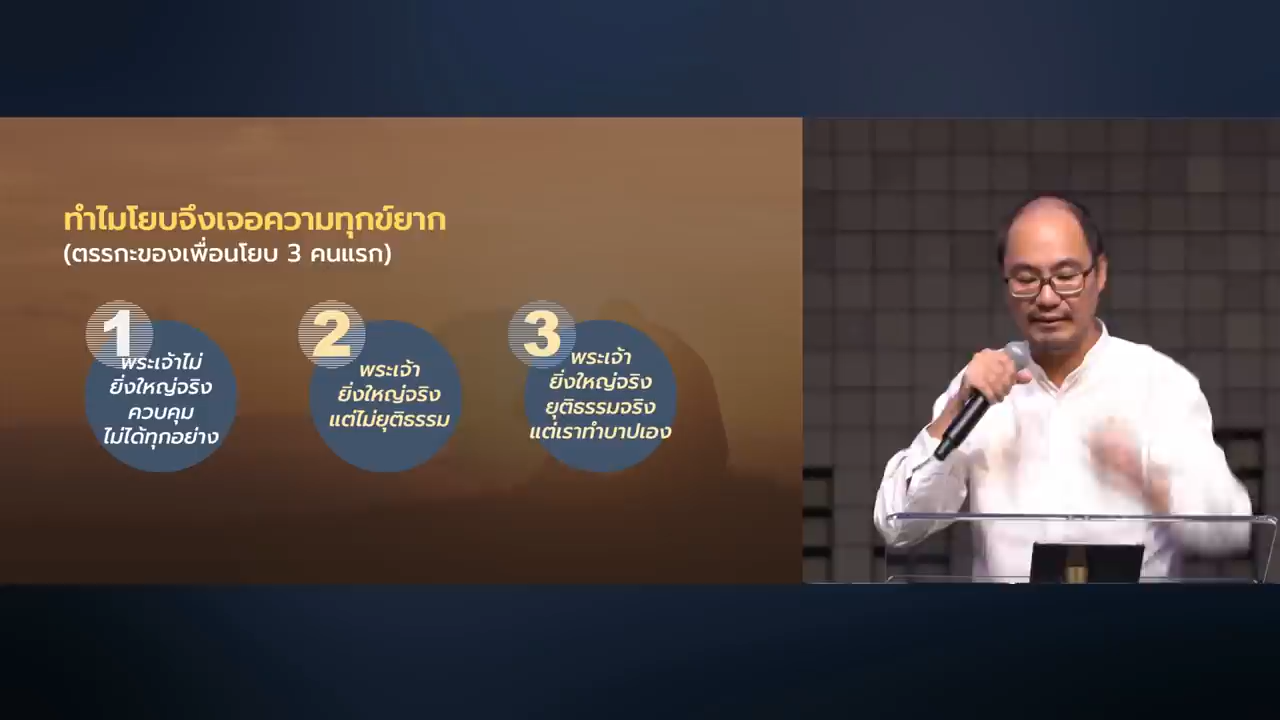 ทำไมโยบจึงเจอความทุกข์ยาก
(ตรรกะของเพื่อนโยบ 3 คนแรก)
1
พระเจ้าไม่
ยิ่งใหญ่จริง
ควบคุม
ไม่ได้ทุกอย่าง
2
พระเจ้า
ยิ่งใหญ่จริง
แต่ไม่ยุติธรรม
3
พระเจ้า
ยิ่งใหญ่จริง
ยุติธรรมจริง
แต่เราทำบาปเอง